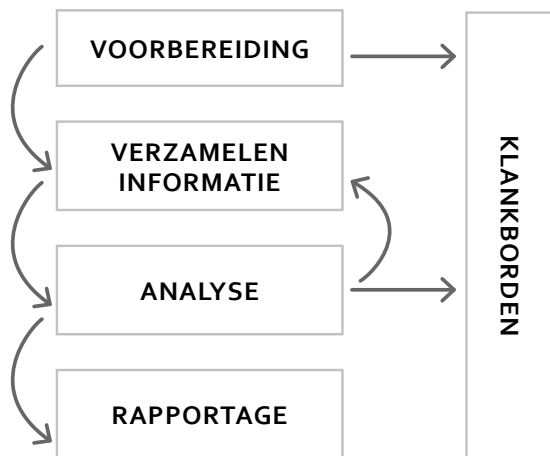 VOORBEREIDING
VERZAMELEN
INFORMATIE
ANALYSE
RAPPORTAGE
KLANKBORDEN